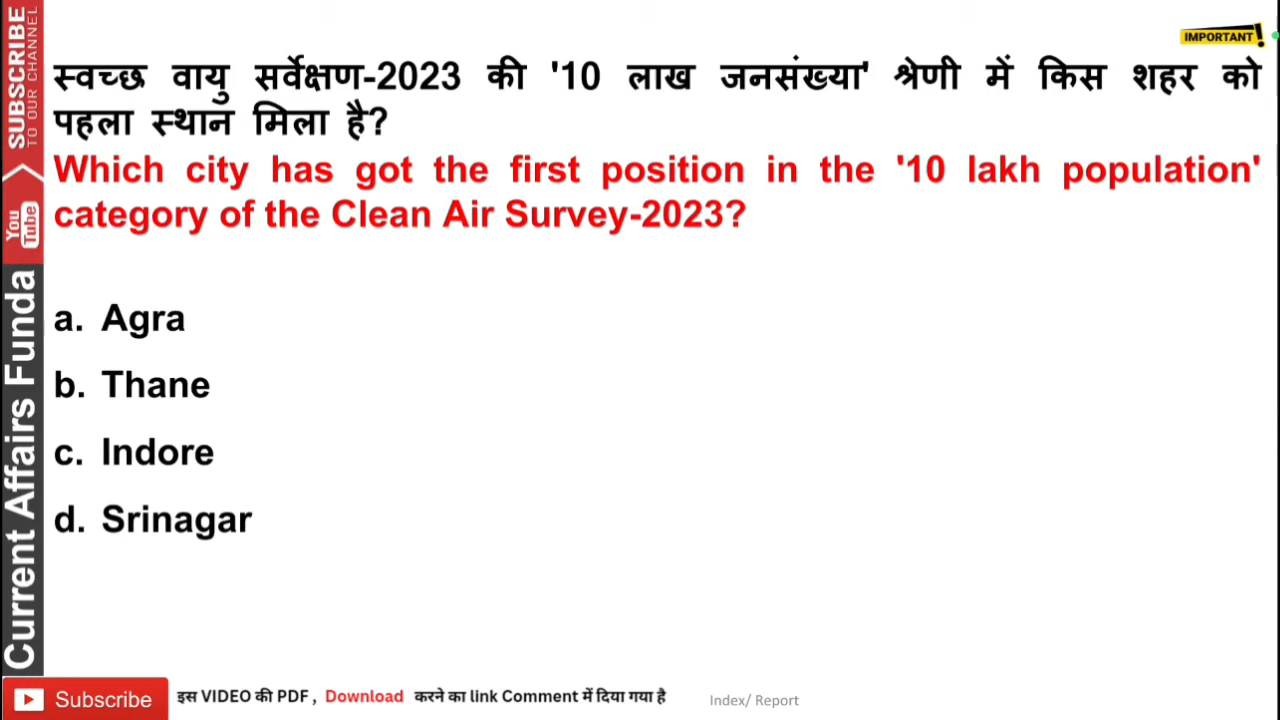 IMPORTANT!
स्वच्छ वायु सर्वेक्षण-2023 की '10 लाख जनसंख्या' श्रेणी में किस शहर को
पहला स्थान मिला है?
Which city has got the first position in the '10 lakh population'
category of the Clean Air Survey-2023?
a. Agra
b. Thane
c. Indore
d. Srinagar
SUBSCRIBE
TO OUR CHANNEL
You
Tube
Current Affairs Funda
Subscribe
इस VIDEO की PDF , Download करने का link Comment में दिया गया है
Index/ Report